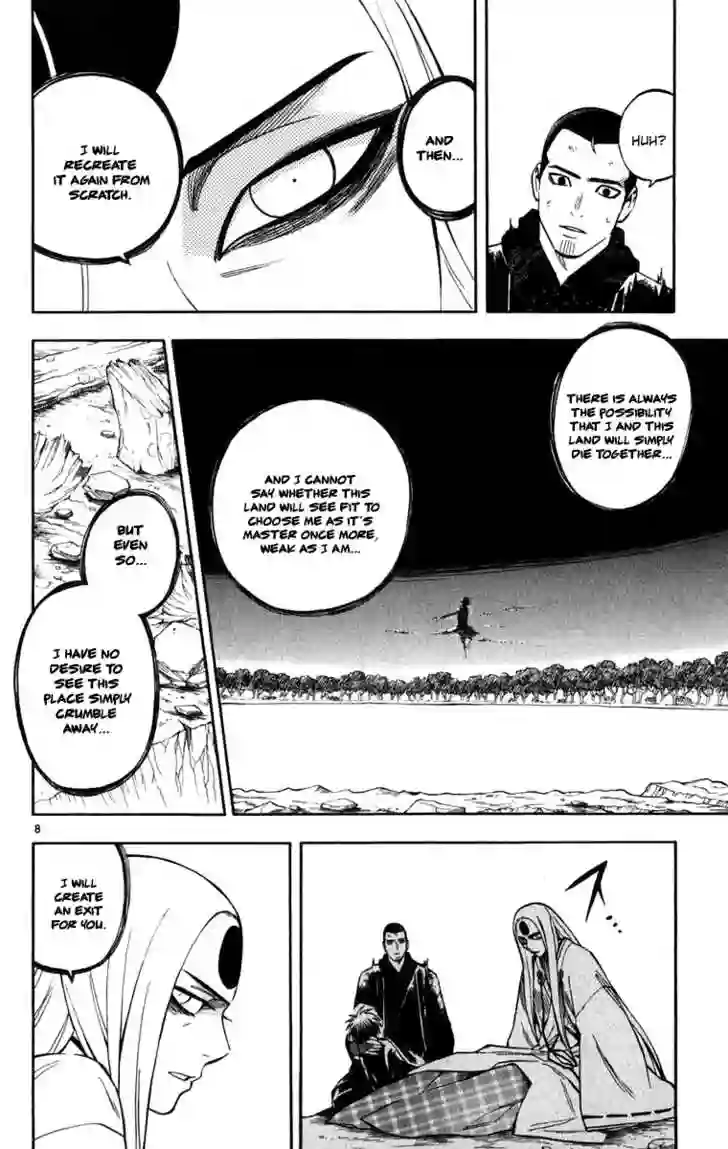 HUH?
AND
THEN...
I WILL
RECREATE
IT AGAIN FROM
SCRATCH.
THERE IS ALWAYS
THE POSSIBILITY
THAT I AND THIS
LAND WILL SIMPLY
DIE TOGETHER...
AND I CANNOT
SAY WHETHER THIS
LAND WILL SEE FIT TO
CHOOSE ME AS IT'S
MASTER ONCE MORE,
WEAK AS I AM...
BUT
EVEN
SO...
I HAVE NO
DESIRE TO
SEE THIS
PLACE SIMPLY
CRUMBLE
AWAY...
8
I WILL
CREATE
AN EXIT
FOR YOU.